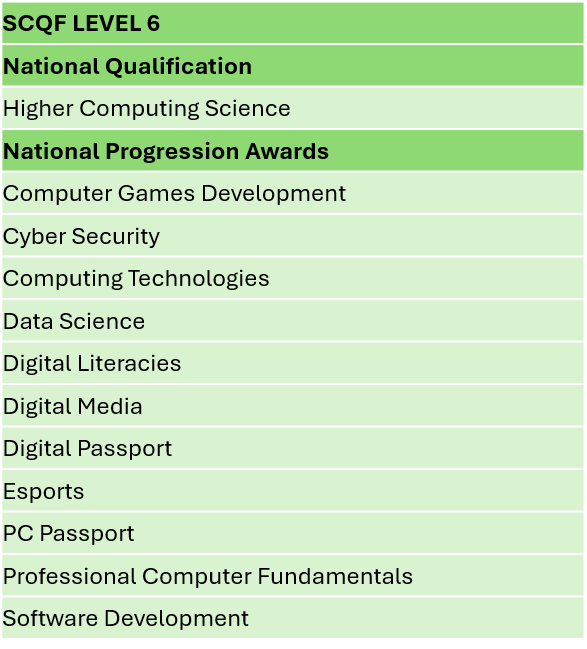 SCQF LEVEL 6
National Qualification
Higher Computing Science
National Progression Awards
Computer Games Development
Cyber Security
Computing Technologies
Data Science
Digital Literacies
Digital Media
Digital Passport
Esports
PC Passport
Professional Computer Fundamentals
Software Development